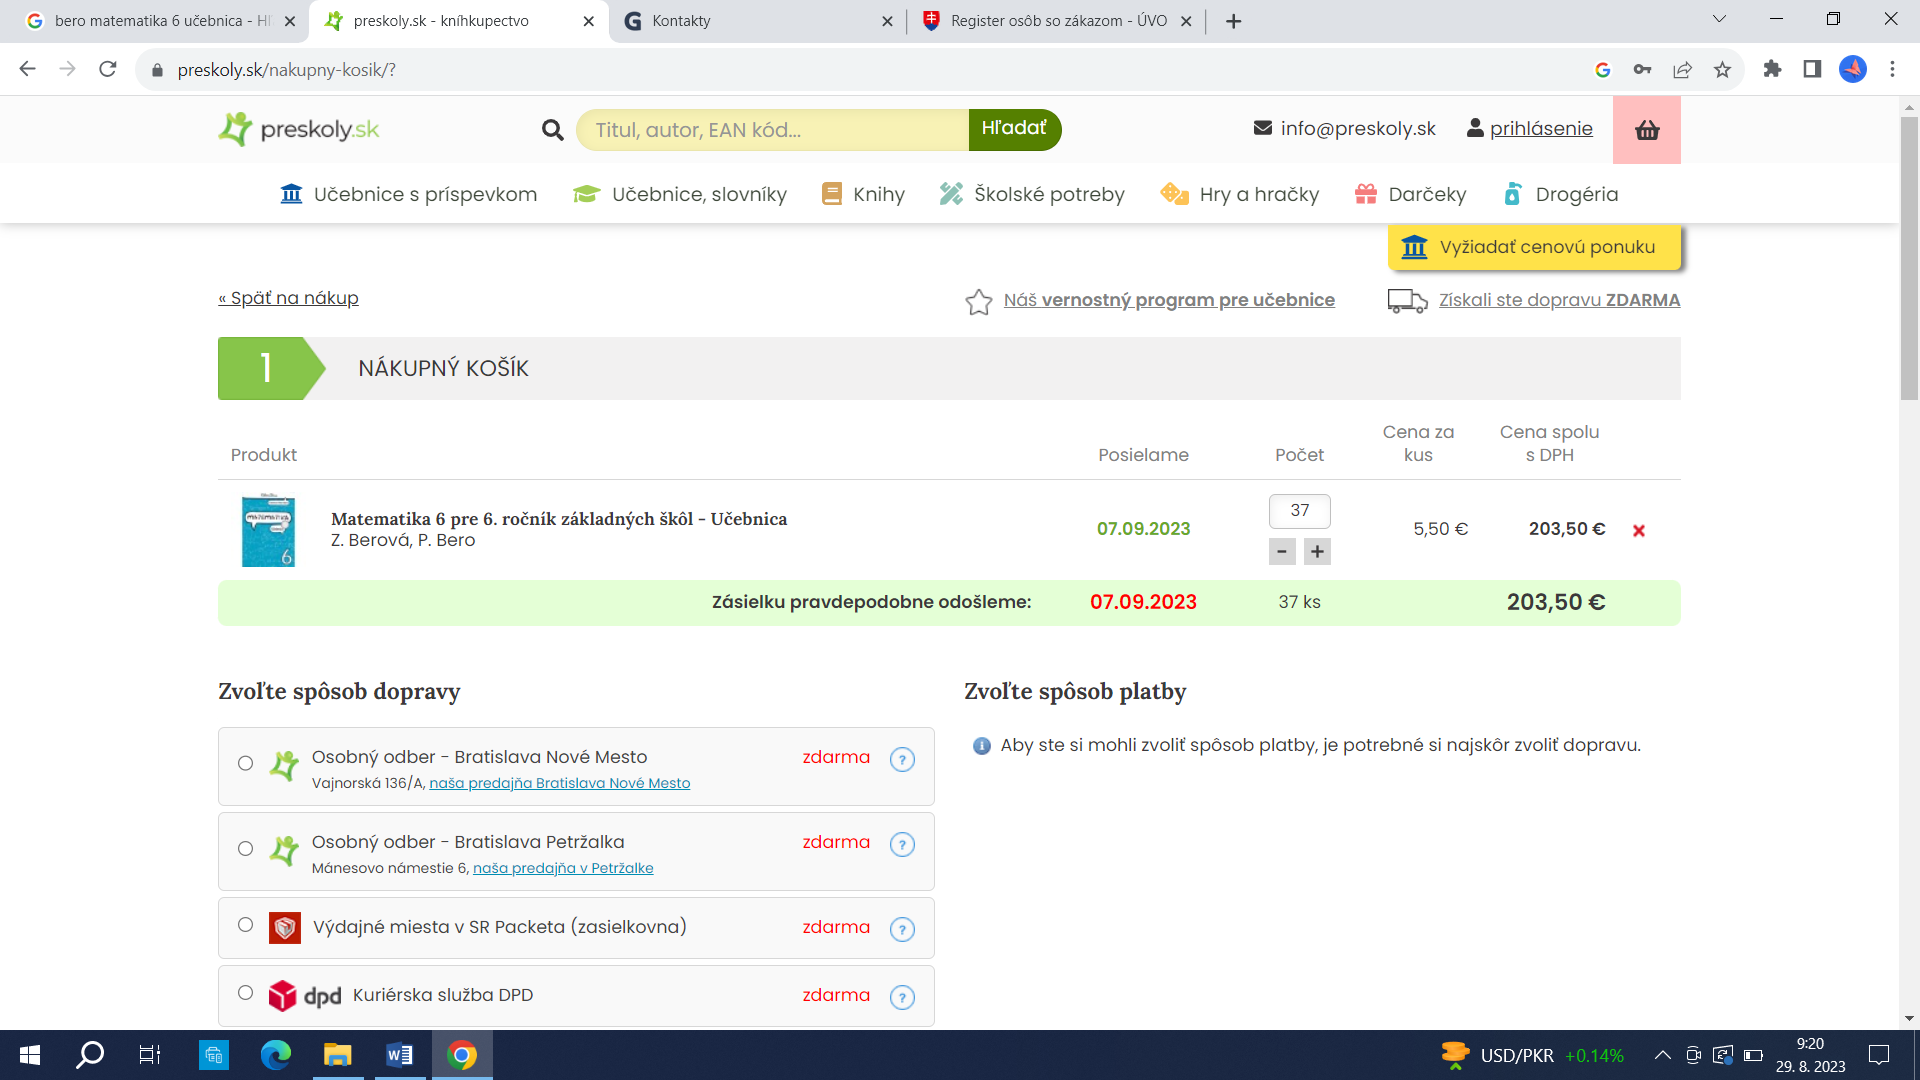 bero matematika 6 učebnica - Hľ
preskoly.sk - kníhkupectvo
Kontakty
Register osôb so zákazom - ÚVO
preskoly.sk/nakupny-kosik/?
preskoly.sk
Titul, autor, EAN kód...
Hľadať
info@preskoly.sk
prihlásenie
Učebnice s príspevkom
Učebnice, slovníky
Knihy
Školské potreby
Hry a hračky
Darčeky
Drogéria
Vyžiadať cenovú ponuku
« Späť na nákup
Náš vernostný program pre učebnice
Získali ste dopravu ZDARMA
1
NÁKUPNÝ KOŠÍK
Produkt
Posielame
Počet
Cena za
kus
Cena spolu
s DPH
6
Matematika 6 pre 6. ročník základných škôl - Učebnica
Z. Berová, P. Bero
07.09.2023
37
- +
5,50 €
203,50 €
Zásielku pravdepodobne odošleme:
07.09.2023
37 ks
203,50 €
Zvoľte spôsob dopravy
Osobný odber - Bratislava Nové Mesto
zdarma
?
Vajnorská 136/A, naša predajňa Bratislava Nové Mesto
Osobný odber - Bratislava Petržalka
zdarma
?
Mánesovo námestie 6, naša predajňa v Petržalke
Výdajné miesta v SR Packeta (zasielkovna)
zdarma
?
dpd
Kuriérska služba DPD
zdarma
?
Zvoľte spôsob platby
Aby ste si mohli zvoliť spôsob platby, je potrebné si najskôr zvoliť dopravu.
USD/PKR +0.14%
9:20
29. 8. 2023